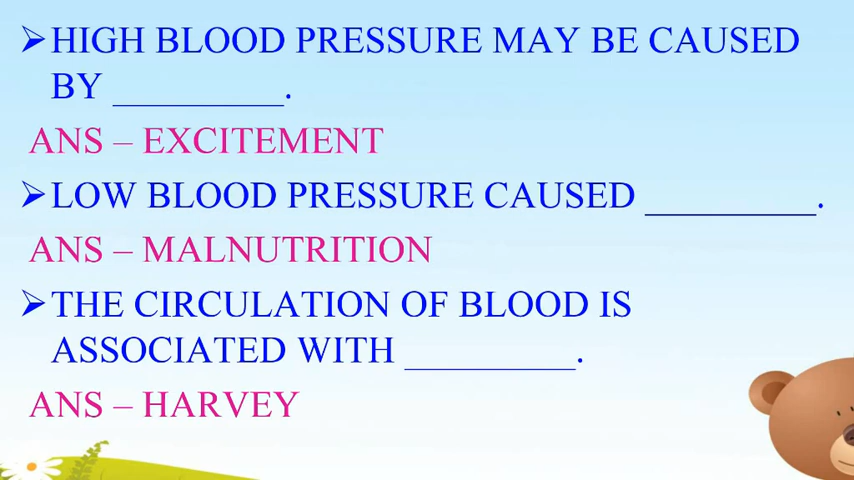 ➢HIGH BLOOD PRESSURE MAY BE CAUSED
BY _________.
ANS – EXCITEMENT
➢LOW BLOOD PRESSURE CAUSED _________.
ANS – MALNUTRITION
➢THE CIRCULATION OF BLOOD IS
ASSOCIATED WITH _________.
ANS – HARVEY